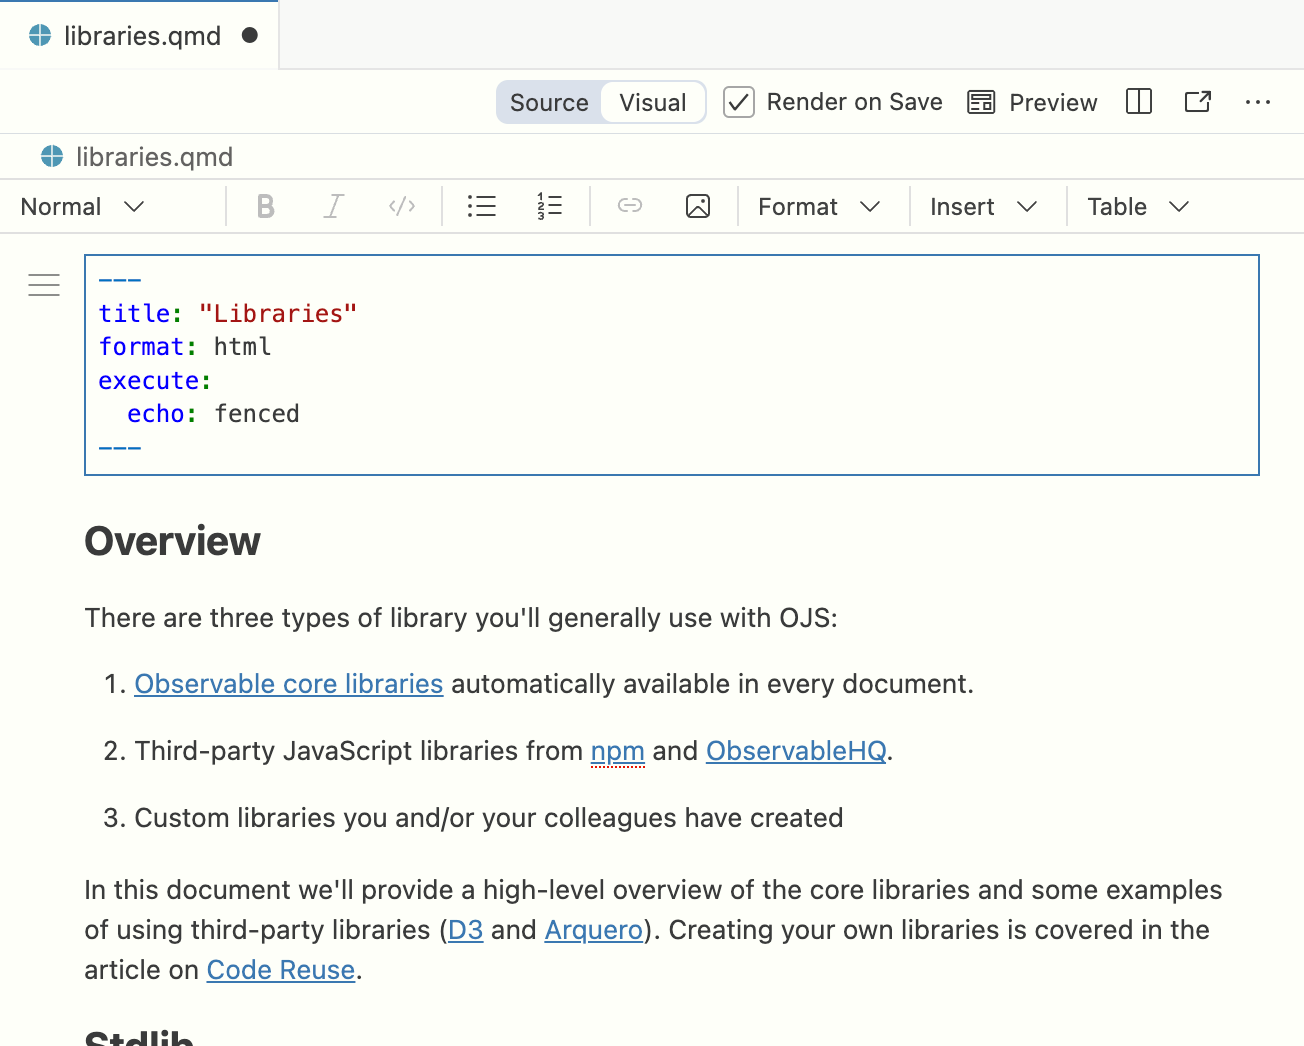 libraries.qmd
Source Visual Render on Save Preview
libraries.qmd
Normal B I </> Format Insert Table
---
title: "Libraries"
format: html
execute:
  echo: fenced
---
Overview
There are three types of library you'll generally use with OJS:
1. Observable core libraries automatically available in every document.
2. Third-party JavaScript libraries from npm and ObservableHQ.
3. Custom libraries you and/or your colleagues have created
In this document we'll provide a high-level overview of the core libraries and some examples
of using third-party libraries (D3 and Arquero). Creating your own libraries is covered in the
article on Code Reuse.
Stdlib